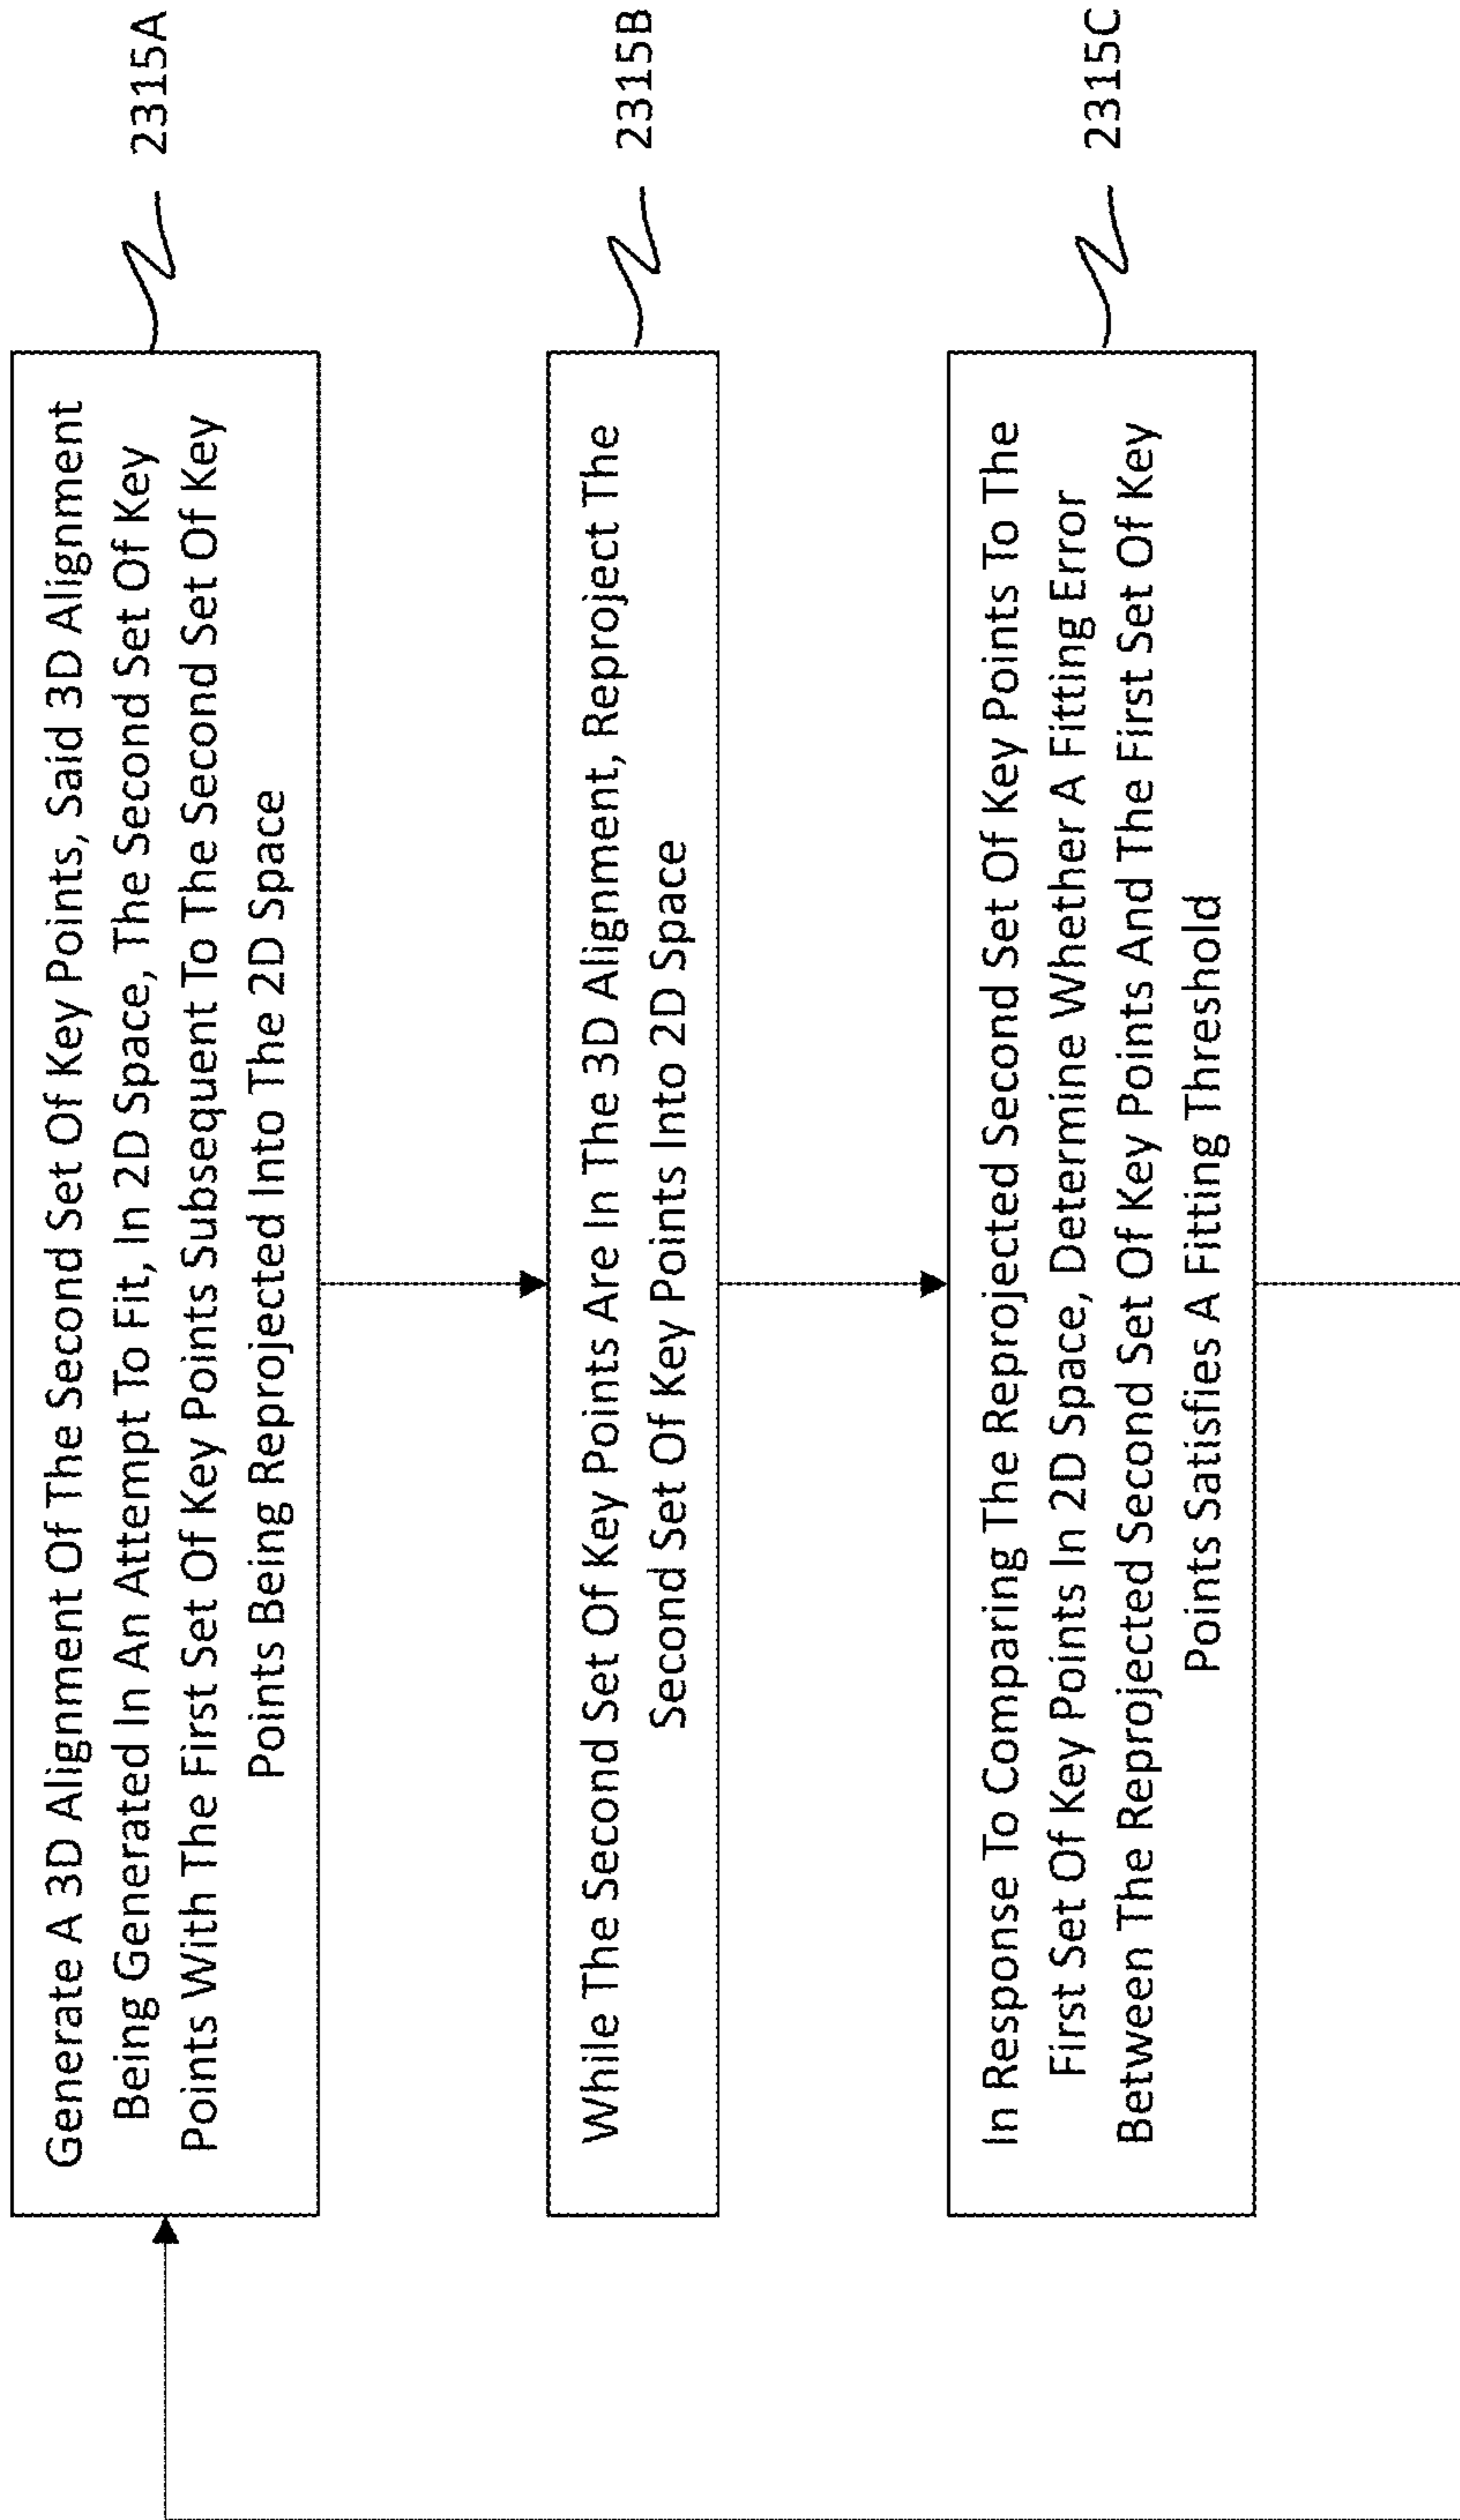 Generate A 3D Alignment Of The Second Set Of Key Points, Said 3D Alignment
Being Generated In An Attempt To Fit, In 2D Space, The Second Set Of Key
Points With The First Set Of Key Points Subsequent To The Second Set Of Key
Points Being Reprojected Into The 2D Space
2315A
While The Second Set Of Key Points Are In The 3D Alignment, Reproject The
Second Set Of Key Points Into 2D Space
2315B
In Response To Comparing The Reprojected Second Set Of Key Points To The
First Set Of Key Points In 2D Space, Determine Whether A Fitting Error
Between The Reprojected Second Set Of Key Points And The First Set Of Key
Points Satisfies A Fitting Threshold
2315C